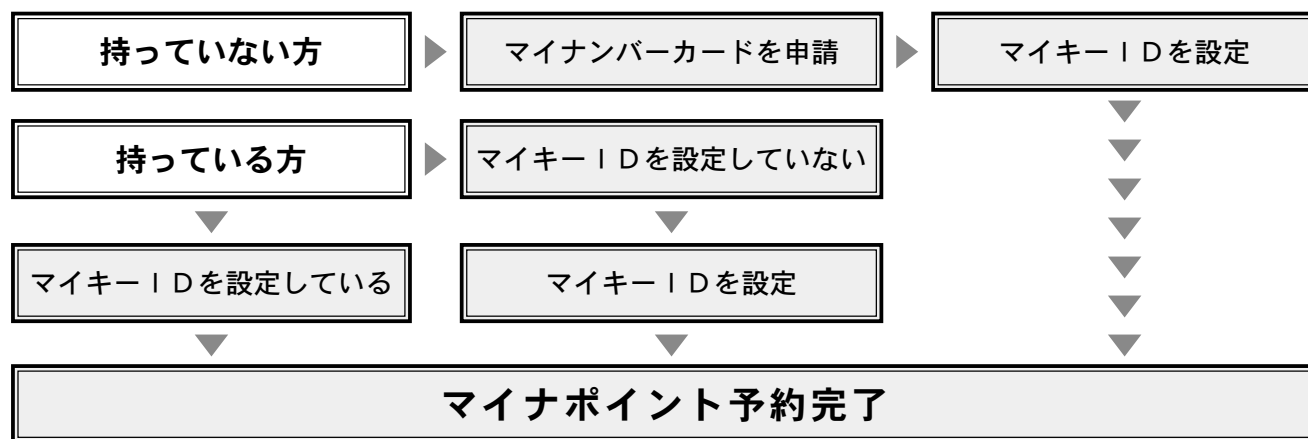 持っていない方
マイナンバーカードを申請
マイキーＩＤを設定
持っている方
マイキーＩＤを設定していない
マイキーＩＤを設定している
マイキーＩＤを設定
マイナポイント予約完了